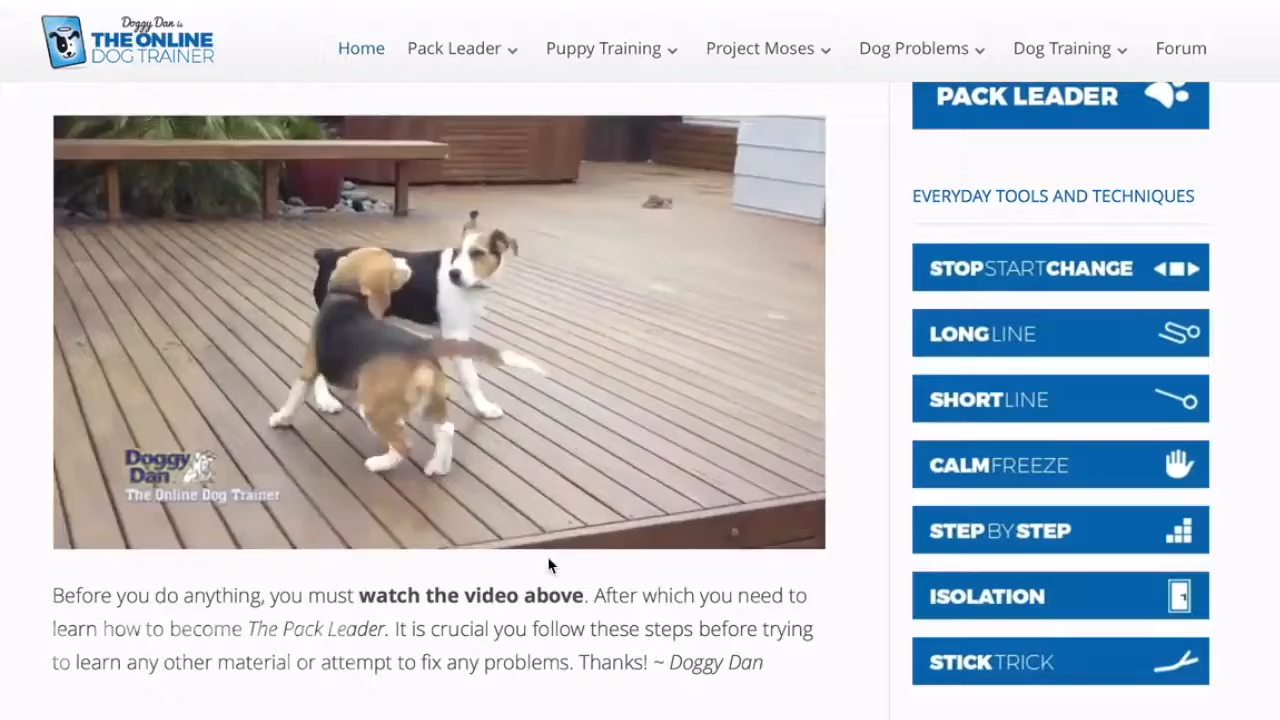 Doggy Dan is
THE ONLINE
DOG TRAINER
Home Pack Leader Puppy Training Project Moses Dog Problems Dog Training Forum
PACK LEADER
EVERYDAY TOOLS AND TECHNIQUES
STOPSTARTCHANGE
LONGLINE
SHORTLINE
CALMFREEZE
STEPBYSTEP
ISOLATION
STICKTRICK
Doggy
Dan
The Online Dog Trainer
Before you do anything, you must watch the video above. After which you need to
learn how to become The Pack Leader. It is crucial you follow these steps before trying
to learn any other material or attempt to fix any problems. Thanks! ~ Doggy Dan